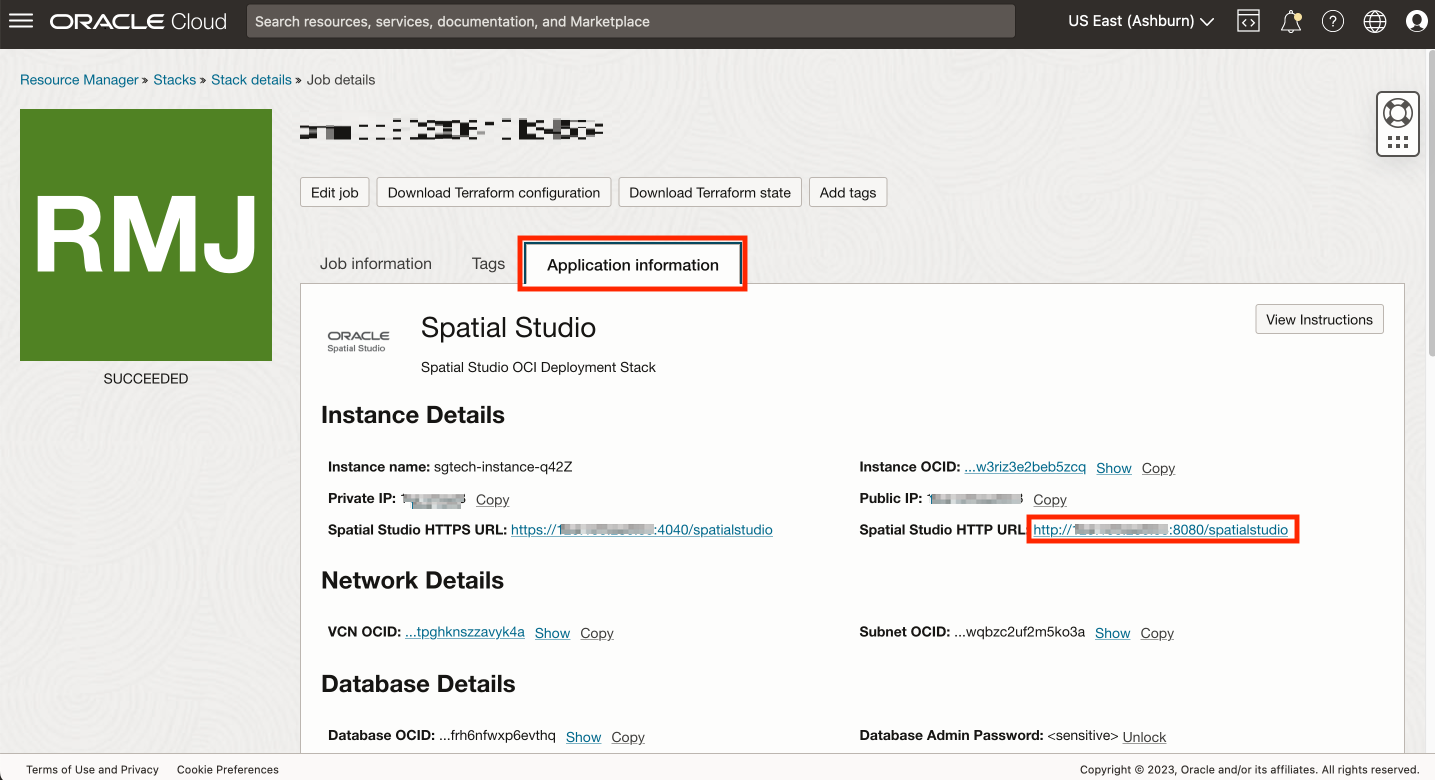 ORACLE Cloud
Search resources, services, documentation, and Marketplace
US East (Ashburn)
Resource Manager » Stacks » Stack details » Job details
RMJ
SUCCEEDED
Edit job
Download Terraform configuration
Download Terraform state
Add tags
Job information
Tags
Application information
ORACLE
Spatial Studio
Spatial Studio
View Instructions
Spatial Studio OCI Deployment Stack
Instance Details
Instance name: sgtech-instance-q42Z
Instance OCID: ...w3riz3e2beb5zcq Show Copy
Private IP: Copy
Public IP: Copy
Spatial Studio HTTPS URL: https://1 :4040/spatialstudio
Spatial Studio HTTP URL: http://1 :8080/spatialstudio
Network Details
VCN OCID: ...tpghknszzavyk4a Show Copy
Subnet OCID: ...wqbzc2uf2m5ko3a Show Copy
Database Details
Database OCID: ...frh6nfwxp6evthq Show Copy
Database Admin Password: <sensitive> Unlock
Terms of Use and Privacy
Cookie Preferences
Copyright © 2023, Oracle and/or its affiliates. All rights reserved.